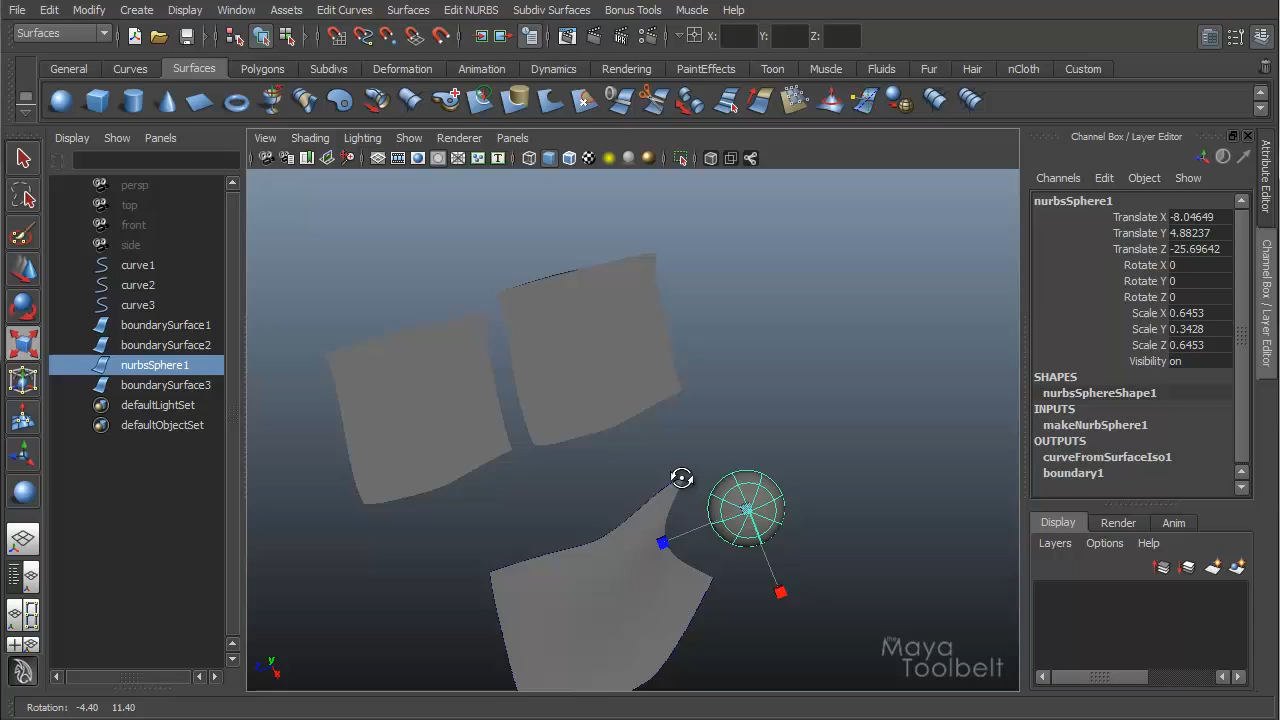 File Edit Modify Create Display Window Assets Edit Curves Surfaces Edit NURBS Subdiv Surfaces Bonus Tools Muscle Help
Surfaces X: Y: Z:
General Curves Surfaces Polygons Subdivs Deformation Animation Dynamics Rendering PaintEffects Toon Muscle Fluids Fur Hair nCloth Custom
Display Show Panels
View Shading Lighting Show Renderer Panels
persp
top
front
side
curve1
curve2
curve3
boundarySurface1
boundarySurface2
nurbsSphere1
boundarySurface3
defaultLightSet
defaultObjectSet
y
z
x
the
Maya
Toolbelt
Channel Box / Layer Editor
Channels Edit Object Show
nurbsSphere1
Translate X -8.04649
Translate Y 4.88237
Translate Z -25.69642
Rotate X 0
Rotate Y 0
Rotate Z 0
Scale X 0.6453
Scale Y 0.3428
Scale Z 0.6453
Visibility on
SHAPES
nurbsSphereShape1
INPUTS
makeNurbSphere1
OUTPUTS
curveFromSurfaceIso1
boundary1
Display Render Anim
Layers Options Help
Attribute Editor
Channel Box / Layer Editor
Rotation: -4.40 11.40